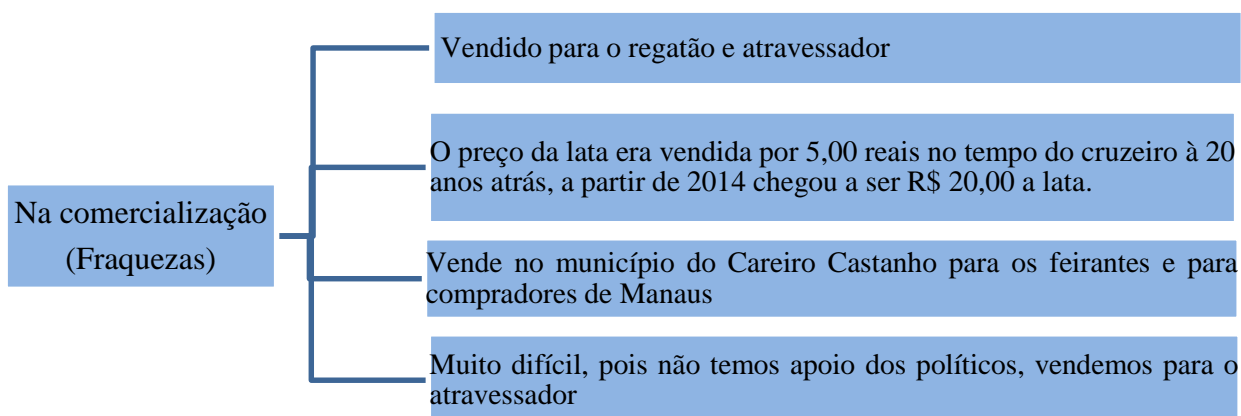 Vendido para o regatão e atravessador
O preço da lata era vendida por 5,00 reais no tempo do cruzeiro à 20
anos atrás, a partir de 2014 chegou a ser R$ 20,00 a lata.
Na comercialização
(Fraquezas)
Vende no município do Careiro Castanho para os feirantes e para
compradores de Manaus
Muito difícil, pois não temos apoio dos políticos, vendemos para o
atravessador